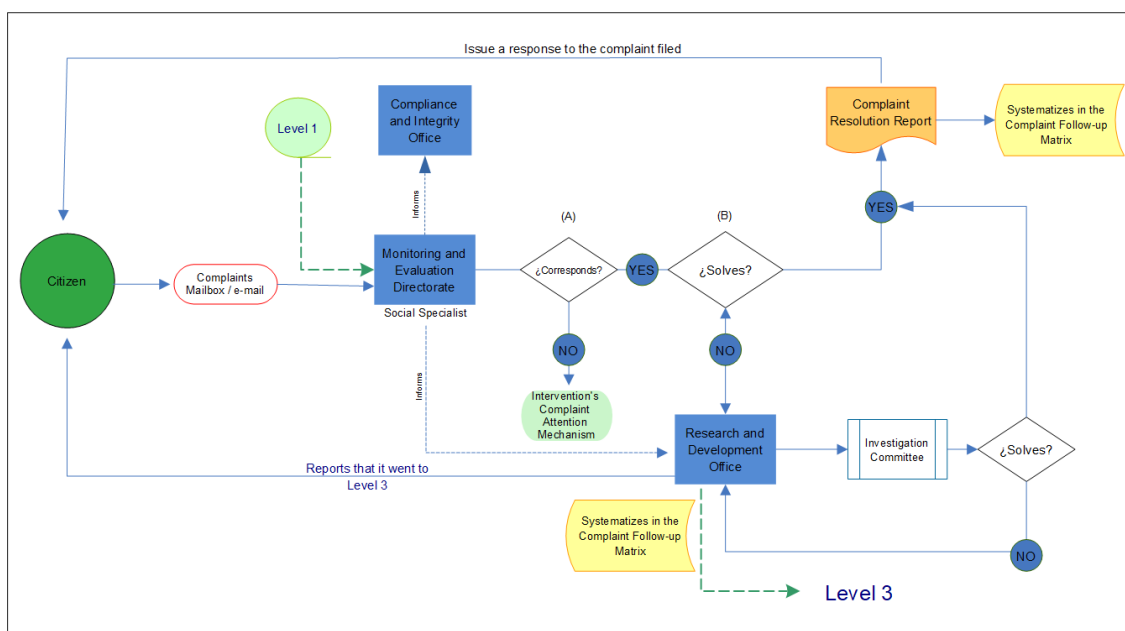 Issue a response to the complaint filed
Level 1
Compliance
and Integrity
Office
Complaint
Resolution Report
Systematizes in the
Complaint Follow-up
Matrix
Informs
(A)
(B)
YES
Citizen
Complaints
Mailbox / e-mail
Monitoring and
Evaluation
Directorate
Social Specialist
¿Corresponds?
YES
¿Solves?
NO
NO
Informs
Intervention's
Complaint
Attention
Mechanism
Research and
Development
Office
Investigation
Committee
¿Solves?
Reports that it went to
Level 3
Systematizes in the
Complaint Follow-up
Matrix
NO
Level 3